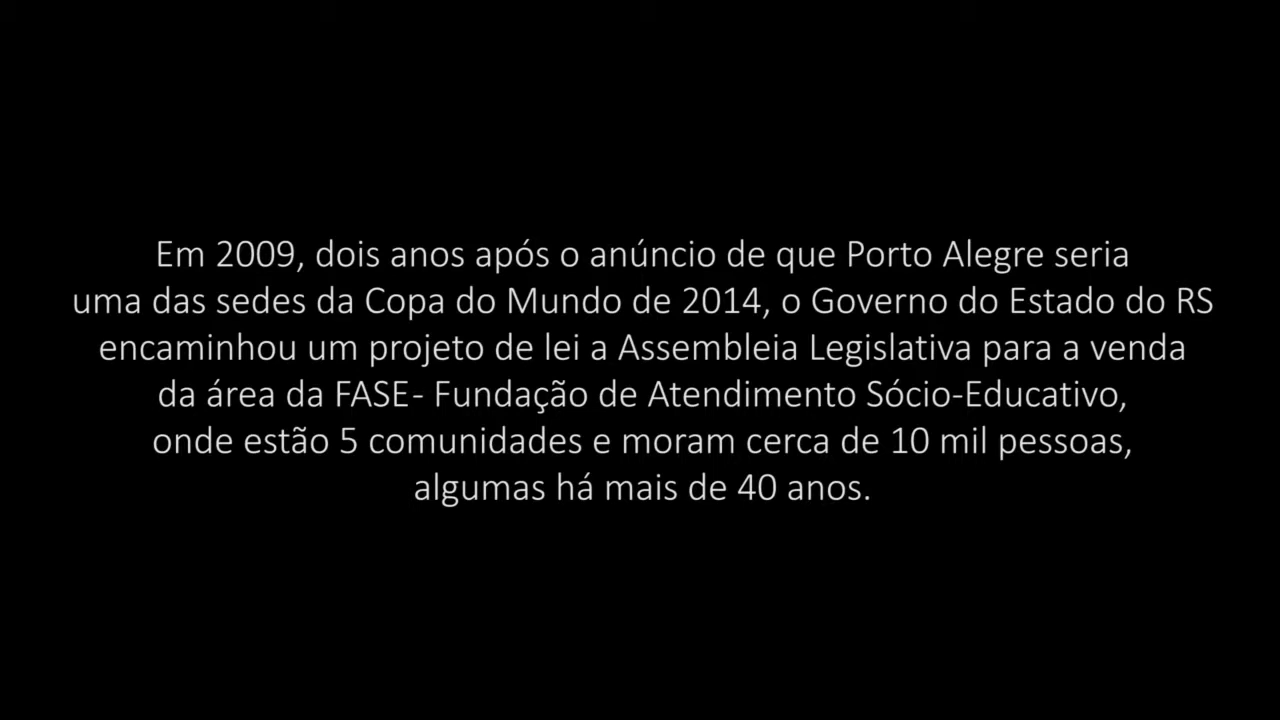 Em 2009, dois anos após o anúncio de que Porto Alegre seria
uma das sedes da Copa do Mundo de 2014, o Governo do Estado do RS
encaminhou um projeto de lei a Assembleia Legislativa para a venda
da área da FASE- Fundação de Atendimento Sócio-Educativo,
onde estão 5 comunidades e moram cerca de 10 mil pessoas,
algumas há mais de 40 anos.